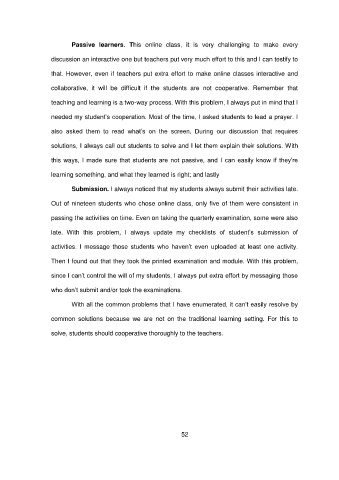 Passive learners. This online class, it is very challenging to make every
discussion an interactive one but teachers put very much effort to this and I can testify to
that. However, even if teachers put extra effort to make online classes interactive and
collaborative, it will be difficult if the students are not cooperative. Remember that
teaching and learning is a two-way process. With this problem, I always put in mind that I
needed my student's cooperation. Most of the time, I asked students to lead a prayer. I
also asked them to read what's on the screen. During our discussion that requires
solutions, I always call out students to solve and I let them explain their solutions. With
this ways, I made sure that students are not passive, and I can easily know if they're
learning something, and what they learned is right; and lastly
Submission. I always noticed that my students always submit their activities late.
Out of nineteen students who chose online class, only five of them were consistent in
passing the activities on time. Even on taking the quarterly examination, some were also
late. With this problem, I always update my checklists of student's submission of
activities. I message those students who haven't even uploaded at least one activity.
Then I found out that they took the printed examination and module. With this problem,
since I can't control the will of my students, I always put extra effort by messaging those
who don't submit and/or took the examinations.
With all the common problems that I have enumerated, it can't easily resolve by
common solutions because we are not on the traditional learning setting. For this to
solve, students should cooperative thoroughly to the teachers.
52